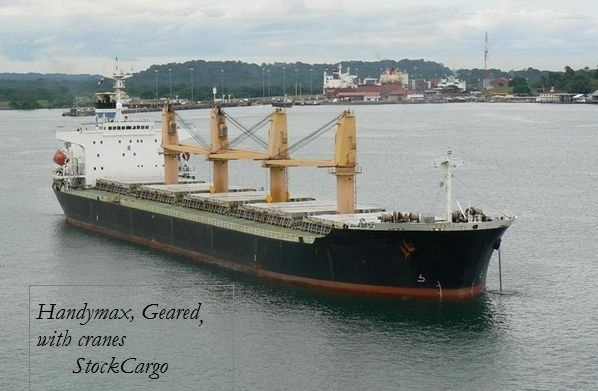 Handymax, Geared,
with cranes
StockCargo